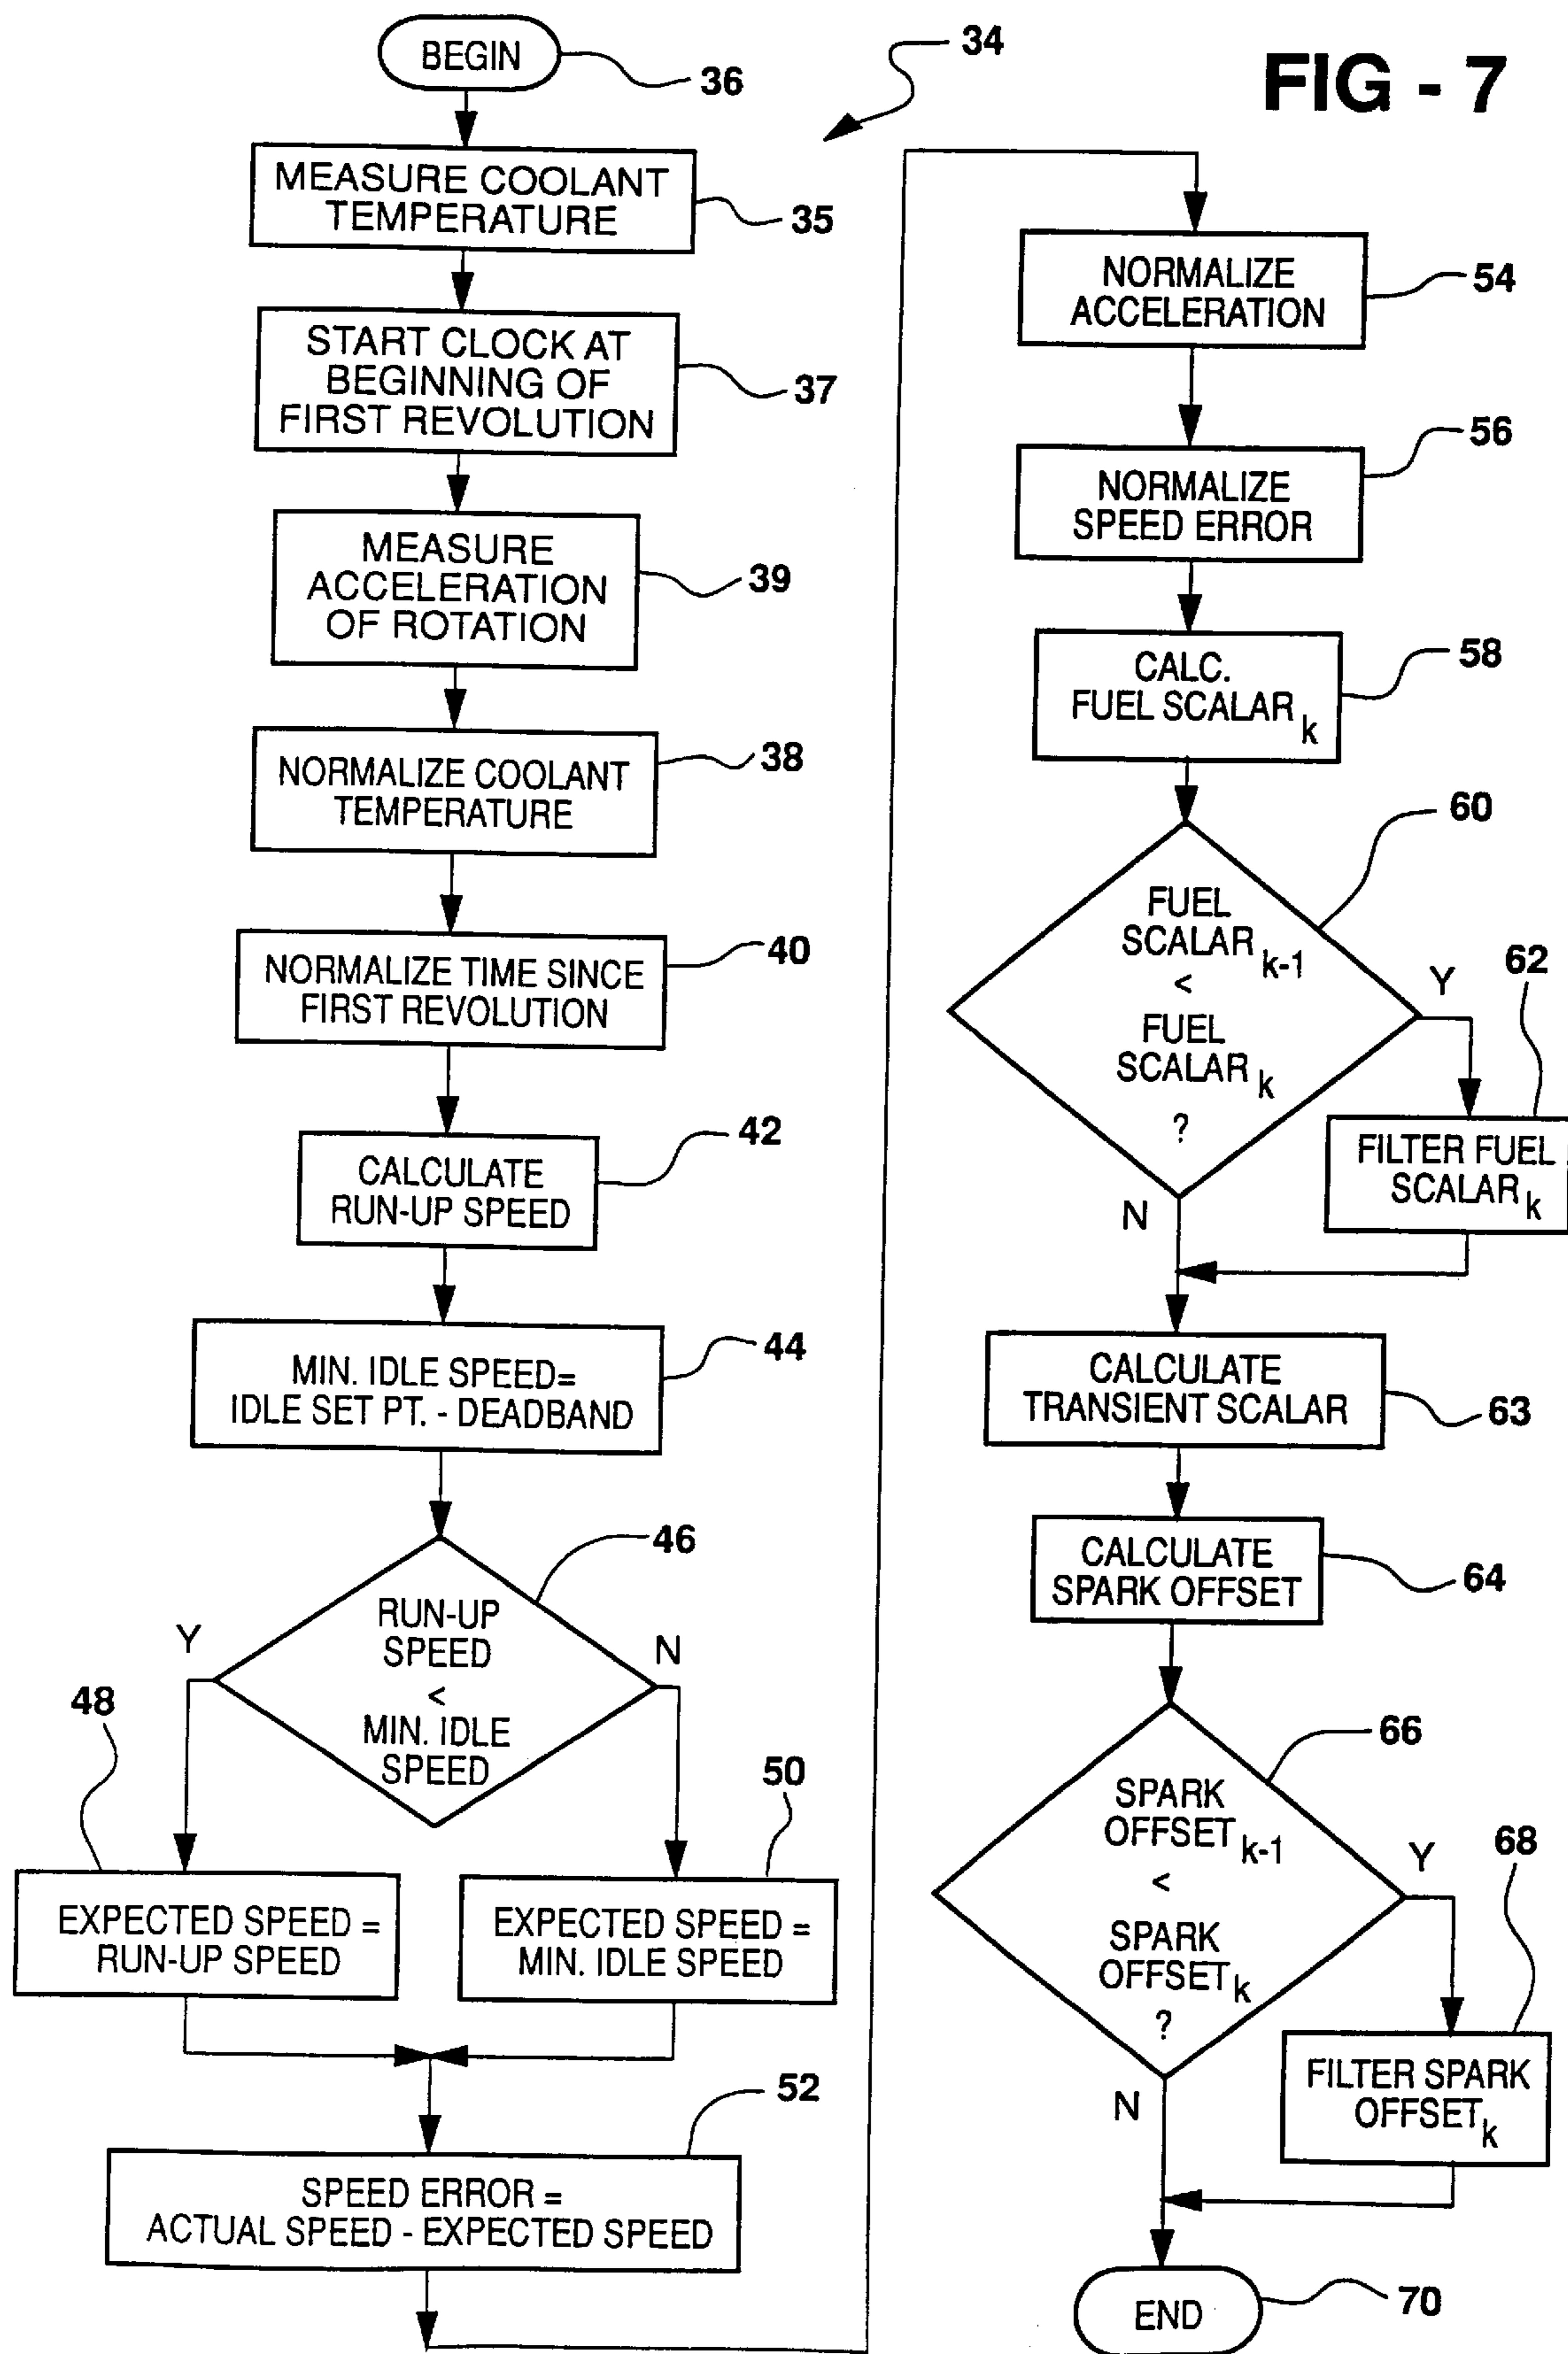 FIG - 7
34
BEGIN
36
MEASURE COOLANT
TEMPERATURE
35
START CLOCK AT
BEGINNING OF
FIRST REVOLUTION
37
MEASURE
ACCELERATION
OF ROTATION
39
NORMALIZE COOLANT
TEMPERATURE
38
NORMALIZE TIME SINCE
FIRST REVOLUTION
40
CALCULATE
RUN-UP SPEED
42
MIN. IDLE SPEED=
IDLE SET PT. - DEADBAND
44
RUN-UP
SPEED
<
MIN. IDLE
SPEED
46
Y
N
48
EXPECTED SPEED =
RUN-UP SPEED
50
EXPECTED SPEED =
MIN. IDLE SPEED
52
SPEED ERROR =
ACTUAL SPEED - EXPECTED SPEED
NORMALIZE
ACCELERATION
54
NORMALIZE
SPEED ERROR
56
CALC.
FUEL SCALAR k
58
FUEL
SCALAR k-1
<
FUEL
SCALAR k
?
60
Y
N
62
FILTER FUEL
SCALAR k
CALCULATE
TRANSIENT SCALAR
63
CALCULATE
SPARK OFFSET
64
SPARK
OFFSET k-1
<
SPARK
OFFSET k
?
66
Y
N
68
FILTER SPARK
OFFSET k
END
70